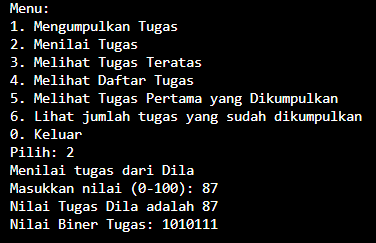 Menu:
1. Mengumpulkan Tugas
2. Menilai Tugas
3. Melihat Tugas Teratas
4. Melihat Daftar Tugas
5. Melihat Tugas Pertama yang Dikumpulkan
6. Lihat jumlah tugas yang sudah dikumpulkan
0. Keluar
Pilih: 2
Menilai tugas dari Dila
Masukkan nilai (0-100): 87
Nilai Tugas Dila adalah 87
Nilai Biner Tugas: 1010111